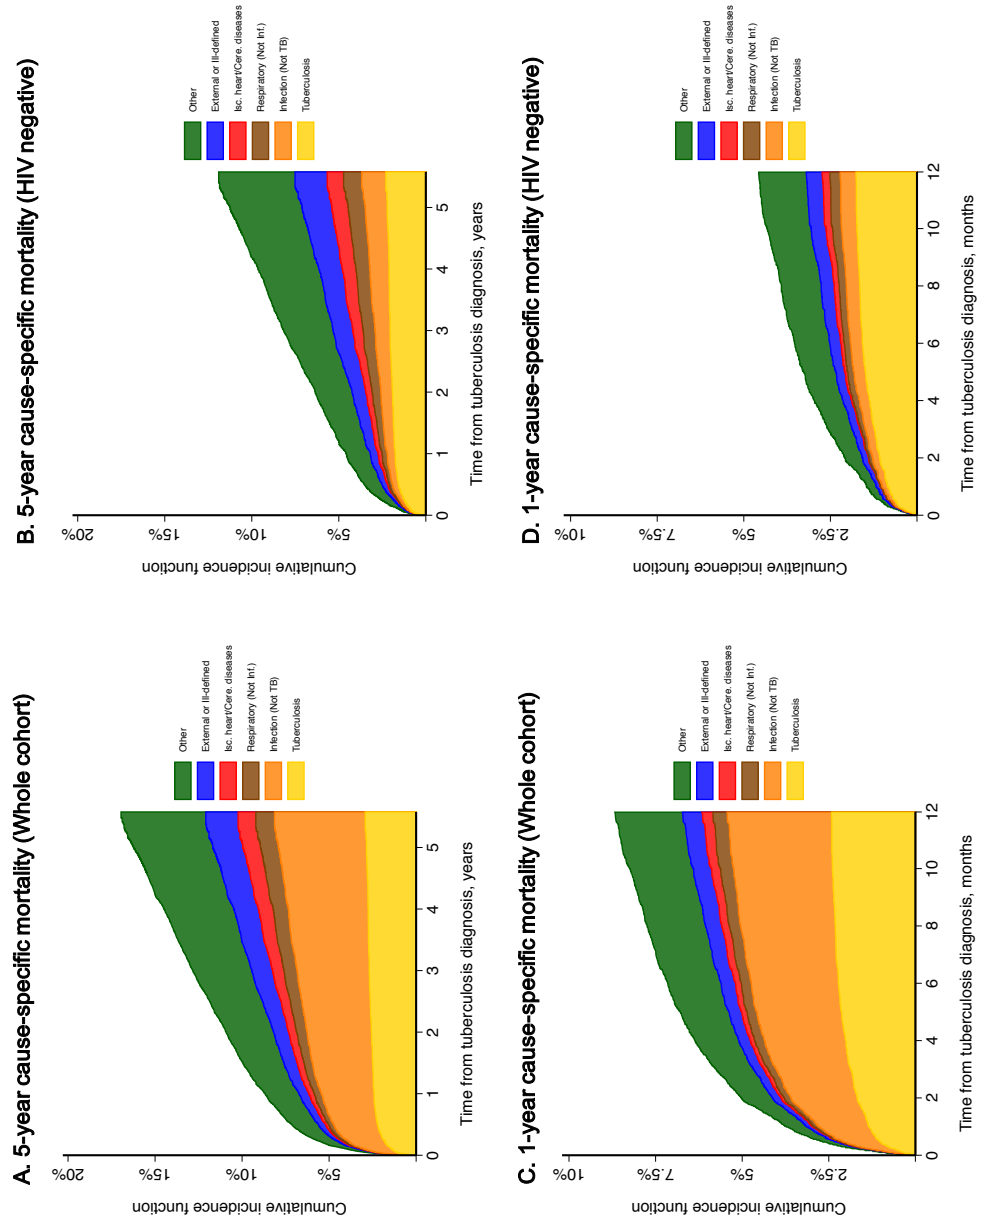 A. 5-year cause-specific mortality (Whole cohort)
Cumulative incidence function
20%
15%
10%
5%
0
1
2
3
4
5
Time from tuberculosis diagnosis, years
Other
External or Ill-defined
Isc. heart/Cere. diseases
Respiratory (Not Inf.)
Infection (Not TB)
Tuberculosis
B. 5-year cause-specific mortality (HIV negative)
Cumulative incidence function
20%
15%
10%
5%
0
1
2
3
4
5
Time from tuberculosis diagnosis, years
Other
External or Ill-defined
Isc. heart/Cere. diseases
Respiratory (Not Inf.)
Infection (Not TB)
Tuberculosis
C. 1-year cause-specific mortality (Whole cohort)
Cumulative incidence function
10%
7.5%
5%
2.5%
0
2
4
6
8
10
12
Time from tuberculosis diagnosis, months
Other
External or Ill-defined
Isc. heart/Cere. diseases
Respiratory (Not Inf.)
Infection (Not TB)
Tuberculosis
D. 1-year cause-specific mortality (HIV negative)
Cumulative incidence function
10%
7.5%
5%
2.5%
0
2
4
6
8
10
12
Time from tuberculosis diagnosis, months
Other
External or Ill-defined
Isc. heart/Cere. diseases
Respiratory (Not Inf.)
Infection (Not TB)
Tuberculosis